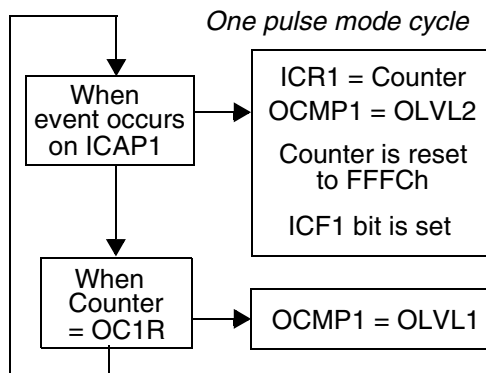 One pulse mode cycle
When
event occurs
on ICAP1
ICR1 = Counter
OCMP1 = OLVL2
Counter is reset
to FFFCh
ICF1 bit is set
When
Counter
= OC1R
OCMP1 = OLVL1